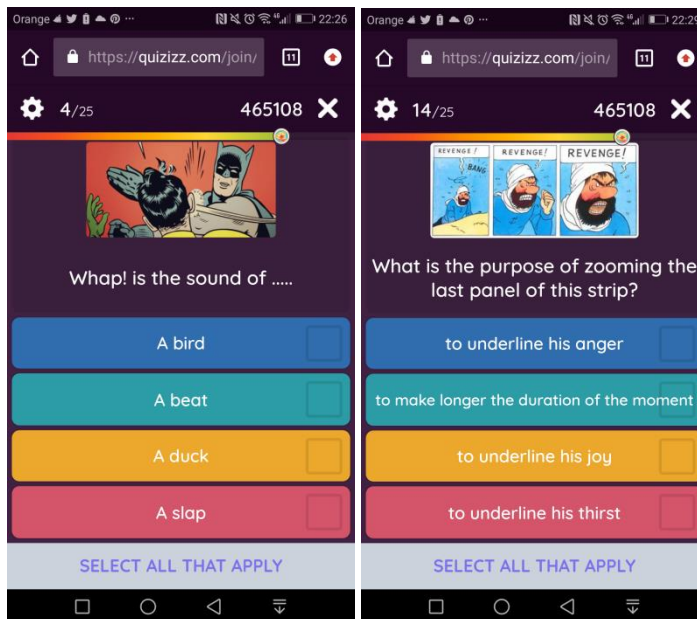 Orange
22:26
https://quizizz.com/join/
11
4/25
465108
Whap! is the sound of .....
A bird
A beat
A duck
A slap
SELECT ALL THAT APPLY
Orange
22:29
https://quizizz.com/join/
11
14/25
465108
REVENGE!
BANG
REVENGE!
REVENGE!
What is the purpose of zooming the
last panel of this strip?
to underline his anger
to make longer the duration of the moment
to underline his joy
to underline his thirst
SELECT ALL THAT APPLY